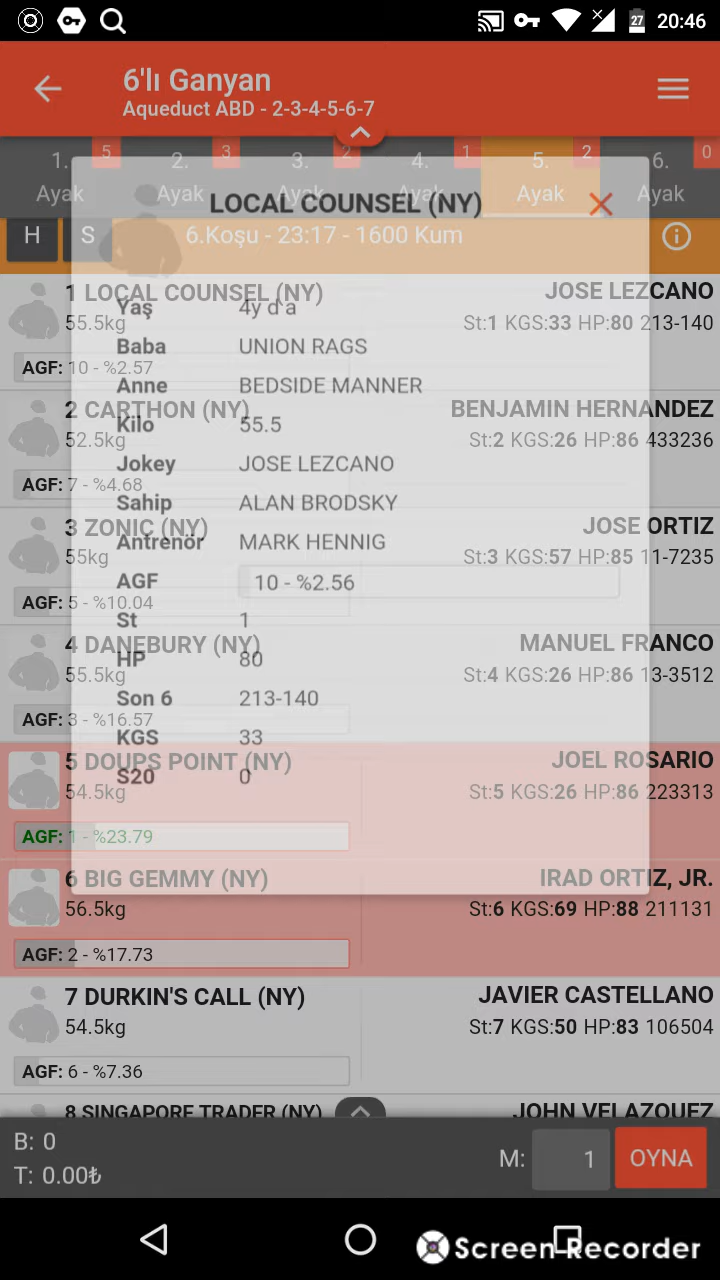 27 20:46
6'lı Ganyan
Aqueduct ABD - 2-3-4-5-6-7
1. Ayak 5 2. Ayak 3 3. Ayak 2 4. Ayak 1 5. Ayak 2 6. Ayak 0
LOCAL COUNSEL (NY)
H S 6.Koşu - 23:17 - 1600 Kum
Yaş 4y d a
Baba UNION RAGS
Anne BEDSIDE MANNER
Kilo 55.5
Jokey JOSE LEZCANO
Sahip ALAN BRODSKY
Antrenör MARK HENNIG
AGF 10 - %2.56
St 1
HP 80
Son 6 213-140
KGS 33
S20 0
1 LOCAL COUNSEL (NY) JOSE LEZCANO
55.5kg St:1 KGS:33 HP:80 213-140
AGF: 10 - %2.57
2 CARTHON (NY) BENJAMIN HERNANDEZ
52.5kg St:2 KGS:26 HP:86 433236
AGF: 7 - %4.68
3 ZONIC (NY) JOSE ORTIZ
55kg St:3 KGS:57 HP:85 11-7235
AGF: 5 - %10.04
4 DANEBURY (NY) MANUEL FRANCO
55.5kg St:4 KGS:26 HP:86 13-3512
AGF: 3 - %16.57
5 DOUPS POINT (NY) JOEL ROSARIO
54.5kg St:5 KGS:26 HP:86 223313
AGF: 1 - %23.79
6 BIG GEMMY (NY) IRAD ORTIZ, JR.
56.5kg St:6 KGS:69 HP:88 211131
AGF: 2 - %17.73
7 DURKIN'S CALL (NY) JAVIER CASTELLANO
54.5kg St:7 KGS:50 HP:83 106504
AGF: 6 - %7.36
8 SINGAPORE TRADER (NY) JOHN VELAZQUEZ
B: 0
T: 0.00₺
M: 1 OYNA
Screen Recorder